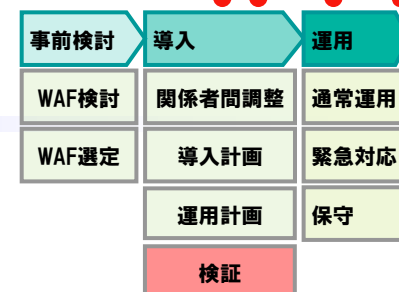 事前検討
導入
運用
WAF検討
関係者間調整
通常運用
WAF選定
導入計画
緊急対応
運用計画
保守
検証